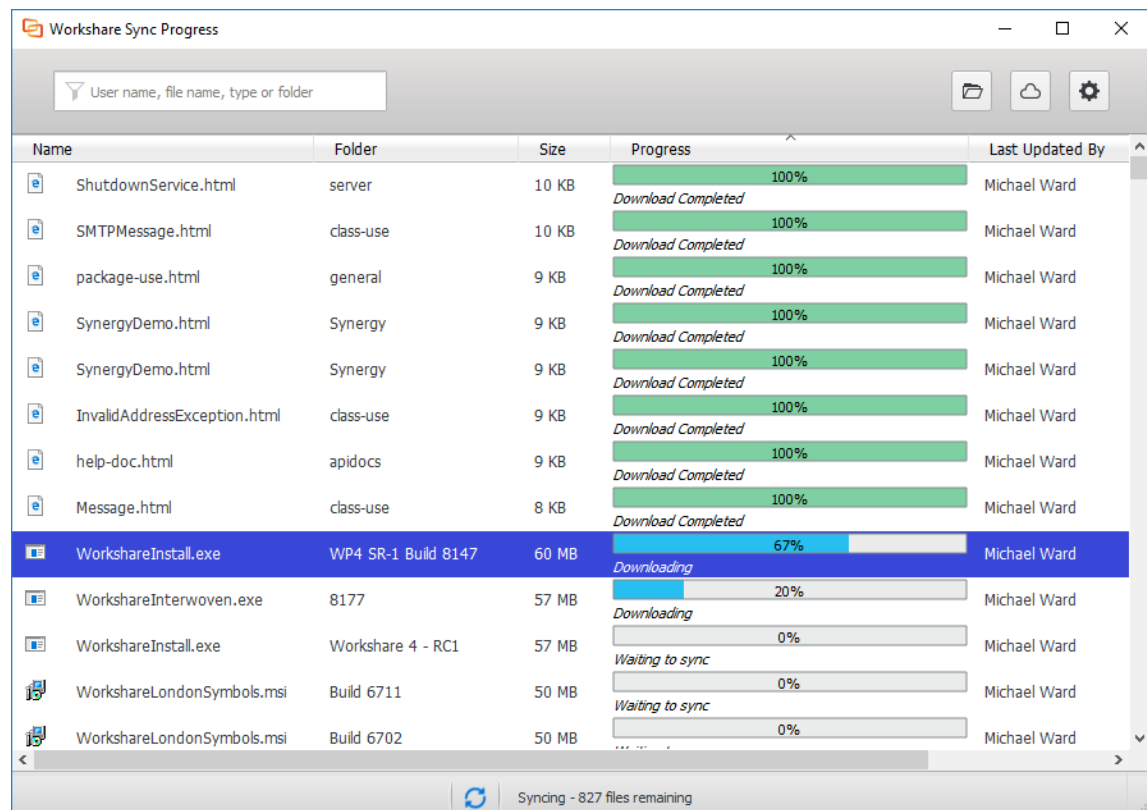 Workshare Sync Progress
User name, file name, type or folder
Name Folder Size Progress Last Updated By
ShutdownService.html server 10 KB 100% Michael Ward
Download Completed
SMTPMessage.html class-use 10 KB 100% Michael Ward
Download Completed
package-use.html general 9 KB 100% Michael Ward
Download Completed
SynergyDemo.html Synergy 9 KB 100% Michael Ward
Download Completed
SynergyDemo.html Synergy 9 KB 100% Michael Ward
Download Completed
InvalidAddressException.html class-use 9 KB 100% Michael Ward
Download Completed
help-doc.html apidocs 9 KB 100% Michael Ward
Download Completed
Message.html class-use 8 KB 100% Michael Ward
Download Completed
WorkshareInstall.exe WP4 SR-1 Build 8147 60 MB 67% Michael Ward
Downloading
WorkshareInterwoven.exe 8177 57 MB 20% Michael Ward
Downloading
WorkshareInstall.exe Workshare 4 - RC1 57 MB 0% Michael Ward
Waiting to sync
WorkshareLondonSymbols.msi Build 6711 50 MB 0% Michael Ward
Waiting to sync
WorkshareLondonSymbols.msi Build 6702 50 MB 0% Michael Ward
Syncing - 827 files remaining